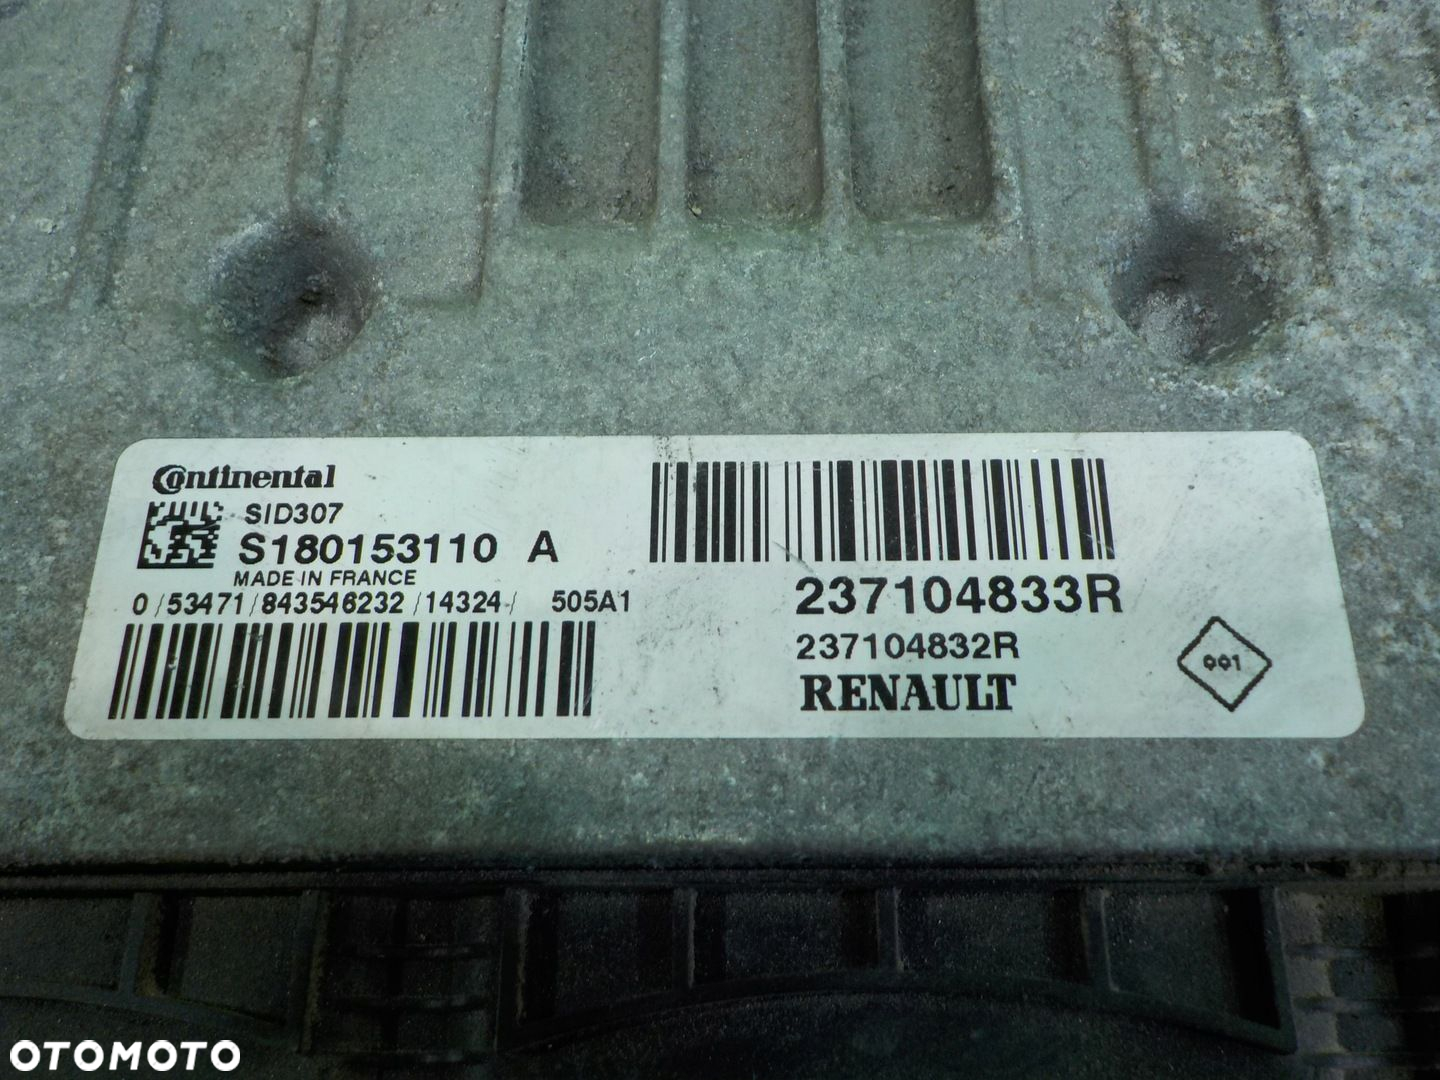 Continental
SID307
S180153110 A
MADE IN FRANCE
0/53471/843546232/14324/ 505A1
237104833R
237104832R
RENAULT
001
OTOMOTO